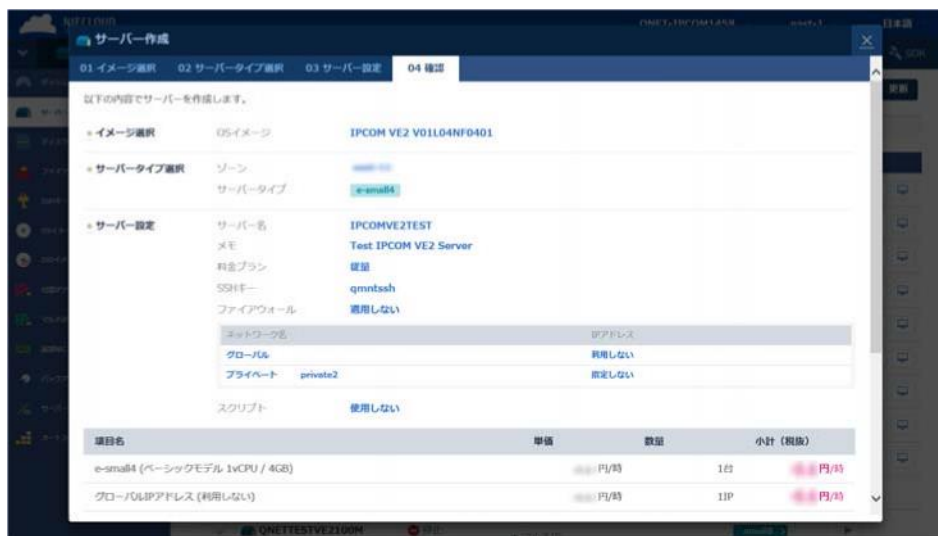 NIFCLOUD
日本語
SDK
サーバー作成
更新
01 イメージ選択 02 サーバータイプ選択 03 サーバー設定 04 確認
以下の内容でサーバーを作成します。
イメージ選択 OSイメージ IPCOM VE2 V01L04NF0401
サーバータイプ選択 ゾーン
サーバータイプ e-small4
サーバー設定 サーバー名 IPCOMVE2TEST
メモ Test IPCOM VE2 Server
料金プラン 従量
SSHキー qmntssh
ファイアウォール 適用しない
ネットワーク名 IPアドレス
グローバル 利用しない
プライベート private2 指定しない
スクリプト 使用しない
項目名 単価 数量 小計 (税抜)
e-small4 (ベーシックモデル 1vCPU / 4GB) 円/時 1台 円/時
グローバルIPアドレス (利用しない) 円/時 1IP 円/時
QNETTESTVE2100M 停止